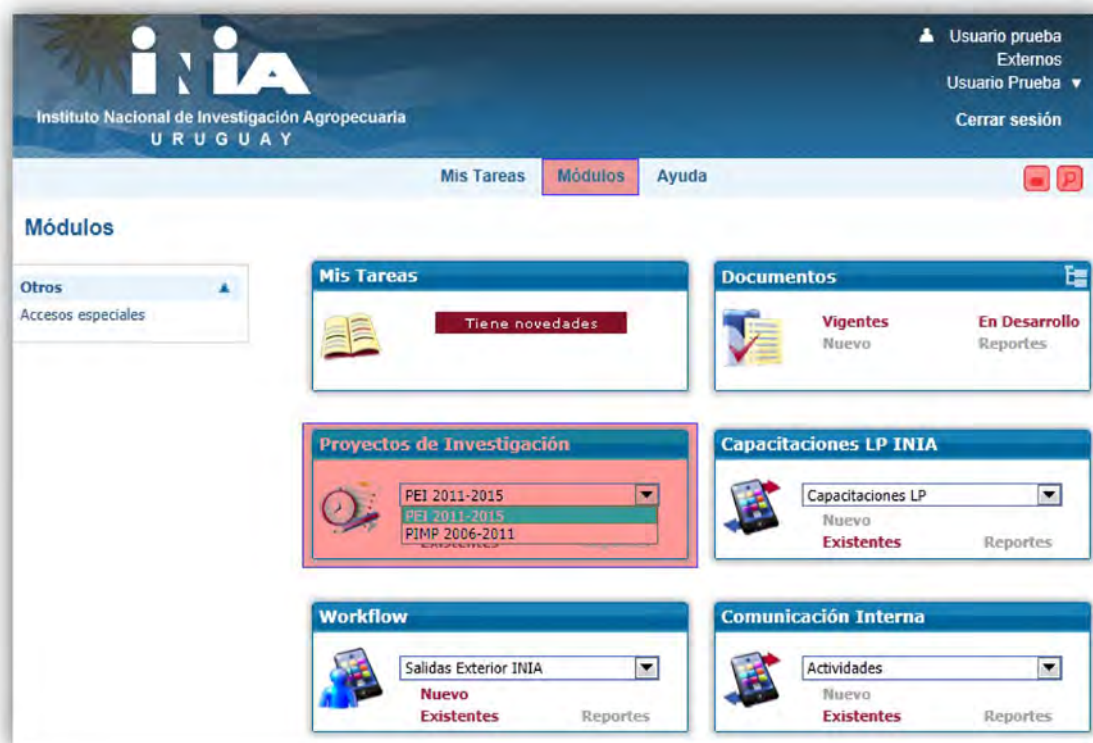 Usuario prueba
Externos
Usuario Prueba
Cerrar sesión
INIA
Instituto Nacional de Investigación Agropecuaria
URUGUAY
Mis Tareas Módulos Ayuda
Módulos
Otros
Accesos especiales
Mis Tareas
Tiene novedades
Documentos
Vigentes En Desarrollo
Nuevo Reportes
Proyectos de Investigación
PEI 2011-2015
PEI 2011-2015
PIMP 2006-2011
Existentes
Capacitaciones LP INIA
Capacitaciones LP
Nuevo
Existentes Reportes
Workflow
Salidas Exterior INIA
Nuevo
Existentes Reportes
Comunicación Interna
Actividades
Nuevo
Existentes Reportes